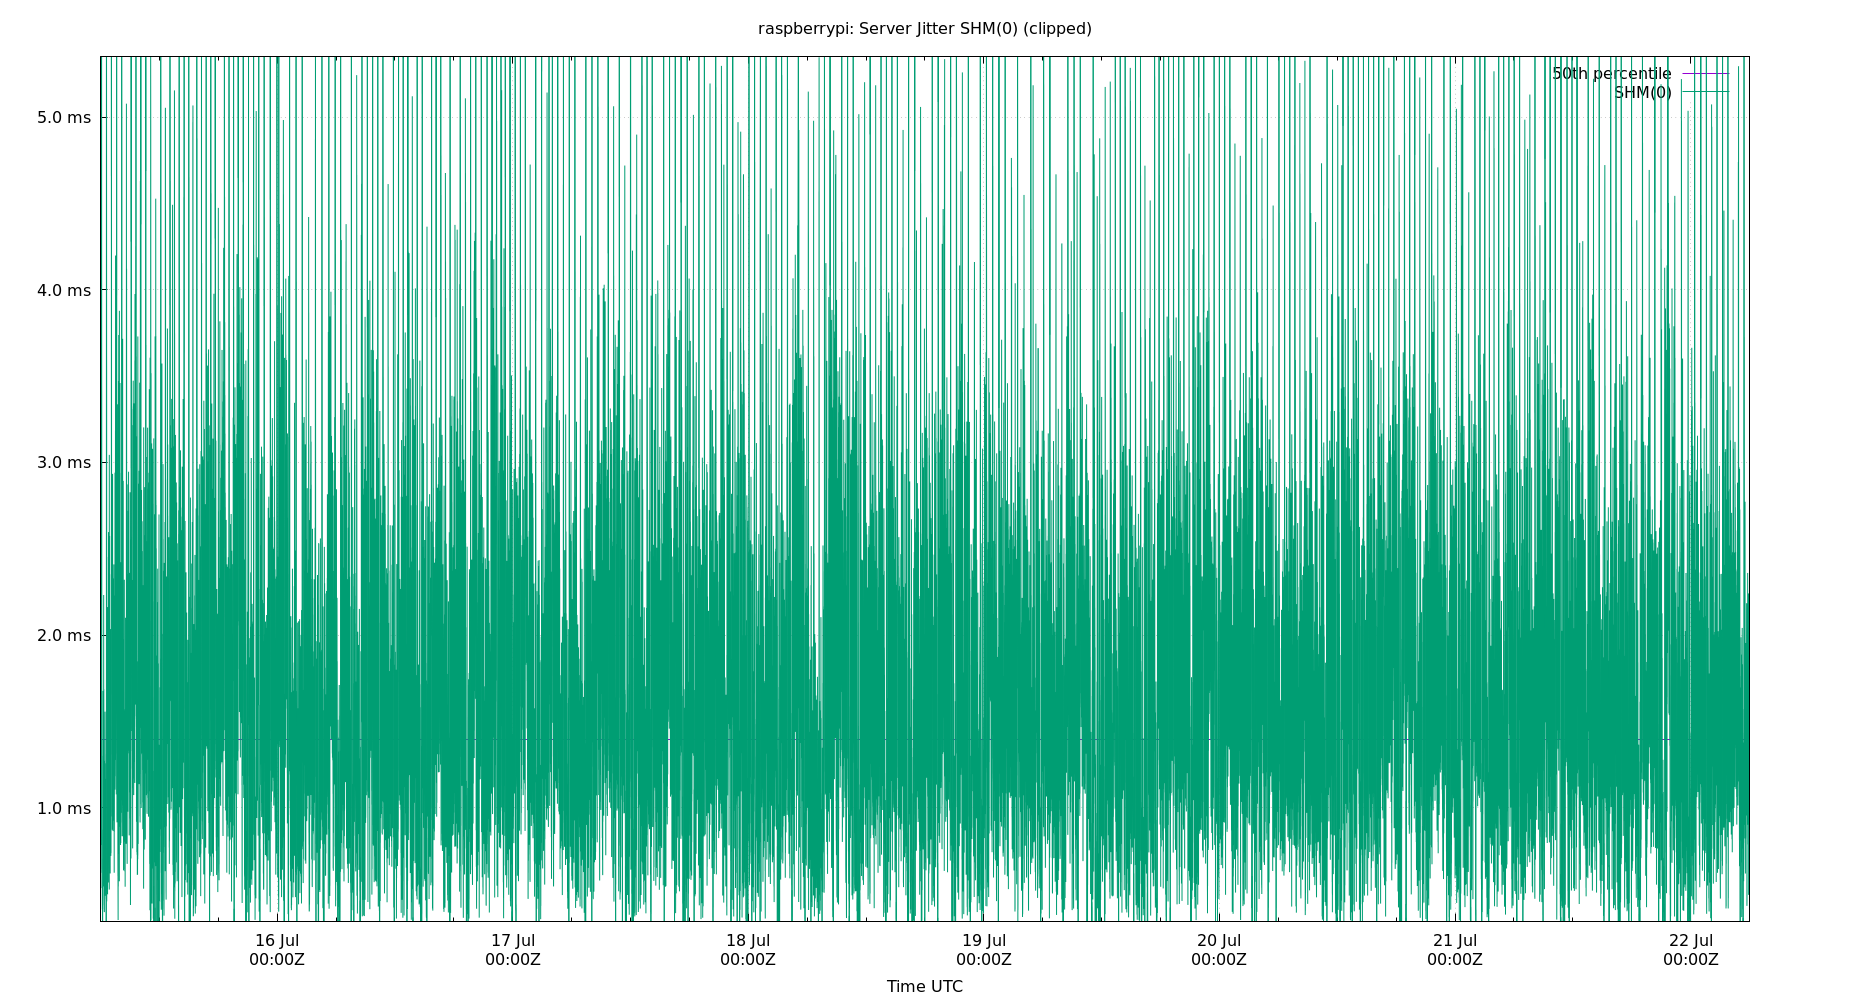 raspberrypi: Server Jitter SHM(0) (clipped)
50th percentile
SHM(0)
5.0 ms
4.0 ms
3.0 ms
2.0 ms
1.0 ms
16 Jul 17 Jul 18 Jul 19 Jul 20 Jul 21 Jul 22 Jul
00:00Z 00:00Z 00:00Z 00:00Z 00:00Z 00:00Z 00:00Z
Time UTC